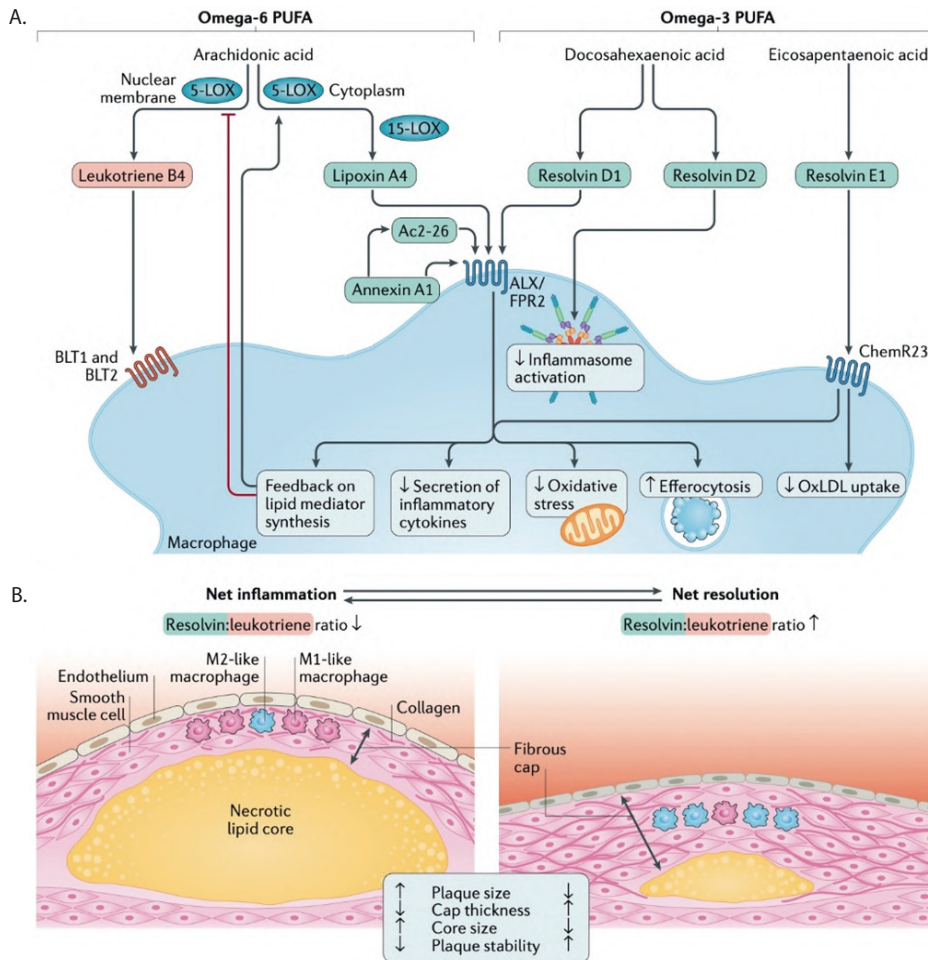 A.
Omega-6 PUFA
Omega-3 PUFA
Arachidonic acid
Docosahexaenoic acid
Eicosapentaenoic acid
Nuclear
membrane
5-LOX
5-LOX
Cytoplasm
15-LOX
Leukotriene B4
Lipoxin A4
Resolvin D1
Resolvin D2
Resolvin E1
Ac2-26
Annexin A1
ALX/
FPR2
BLT1 and
BLT2
↓ Inflammasome
activation
ChemR23
Feedback on
lipid mediator
synthesis
↓ Secretion of
inflammatory
cytokines
↓ Oxidative
stress
↑ Efferocytosis
↓ OxLDL uptake
Macrophage
B.
Net inflammation
Net resolution
Resolvin:leukotriene ratio ↓
Resolvin:leukotriene ratio ↑
M2-like
macrophage
M1-like
macrophage
Endothelium
Smooth
muscle cell
Collagen
Fibrous
cap
Necrotic
lipid core
↑ Plaque size ↓
↓ Cap thickness ↑
↑ Core size ↓
↓ Plaque stability ↑